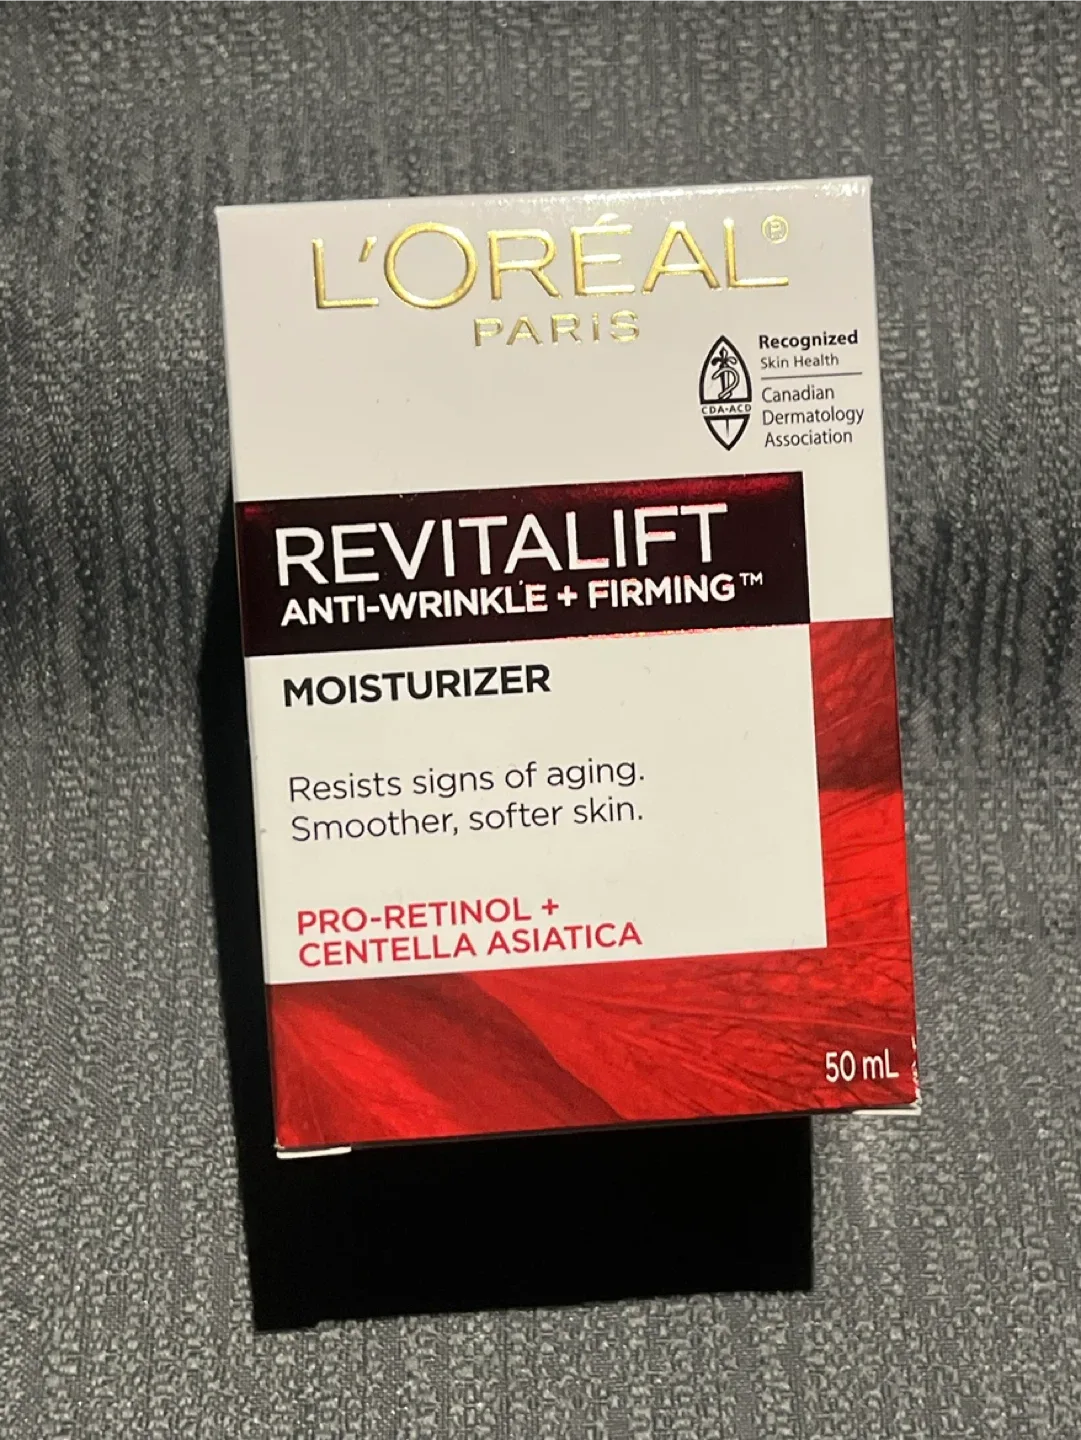 L'ORÉAL®
PARIS
Recognized
Skin Health
Canadian
Dermatology
Association
CDA-ACD
REVITALIFT
ANTI-WRINKLE + FIRMING™
MOISTURIZER
Resists signs of aging.
Smoother, softer skin.
PRO-RETINOL +
CENTELLA ASIATICA
50 mL